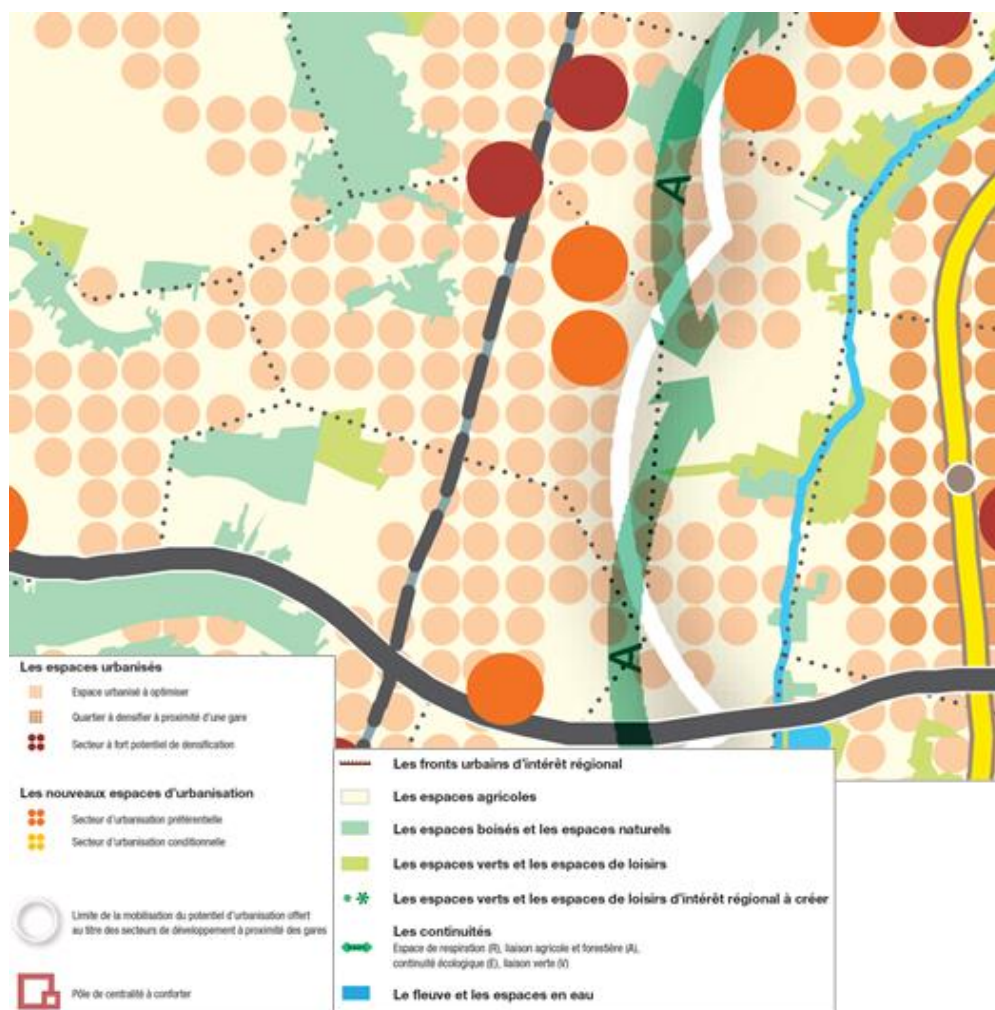 A
A
Les espaces urbanisés
Espace urbanisé à optimiser
Quartier à densifier à proximité d'une gare
Secteur à fort potentiel de densification
Les nouveaux espaces d'urbanisation
Secteur d'urbanisation préférentielle
Secteur d'urbanisation conditionnelle
Limite de la mobilisation du potentiel d'urbanisation offert
au titre des secteurs de développement à proximité des gares
Pôle de centralité à conforter
Les fronts urbains d'intérêt régional
Les espaces agricoles
Les espaces boisés et les espaces naturels
Les espaces verts et les espaces de loisirs
Les espaces verts et les espaces de loisirs d'intérêt régional à créer
Les continuités
Espace de respiration (R), liaison agricole et forestière (A),
continuité écologique (E), liaison verte (V)
Le fleuve et les espaces en eau